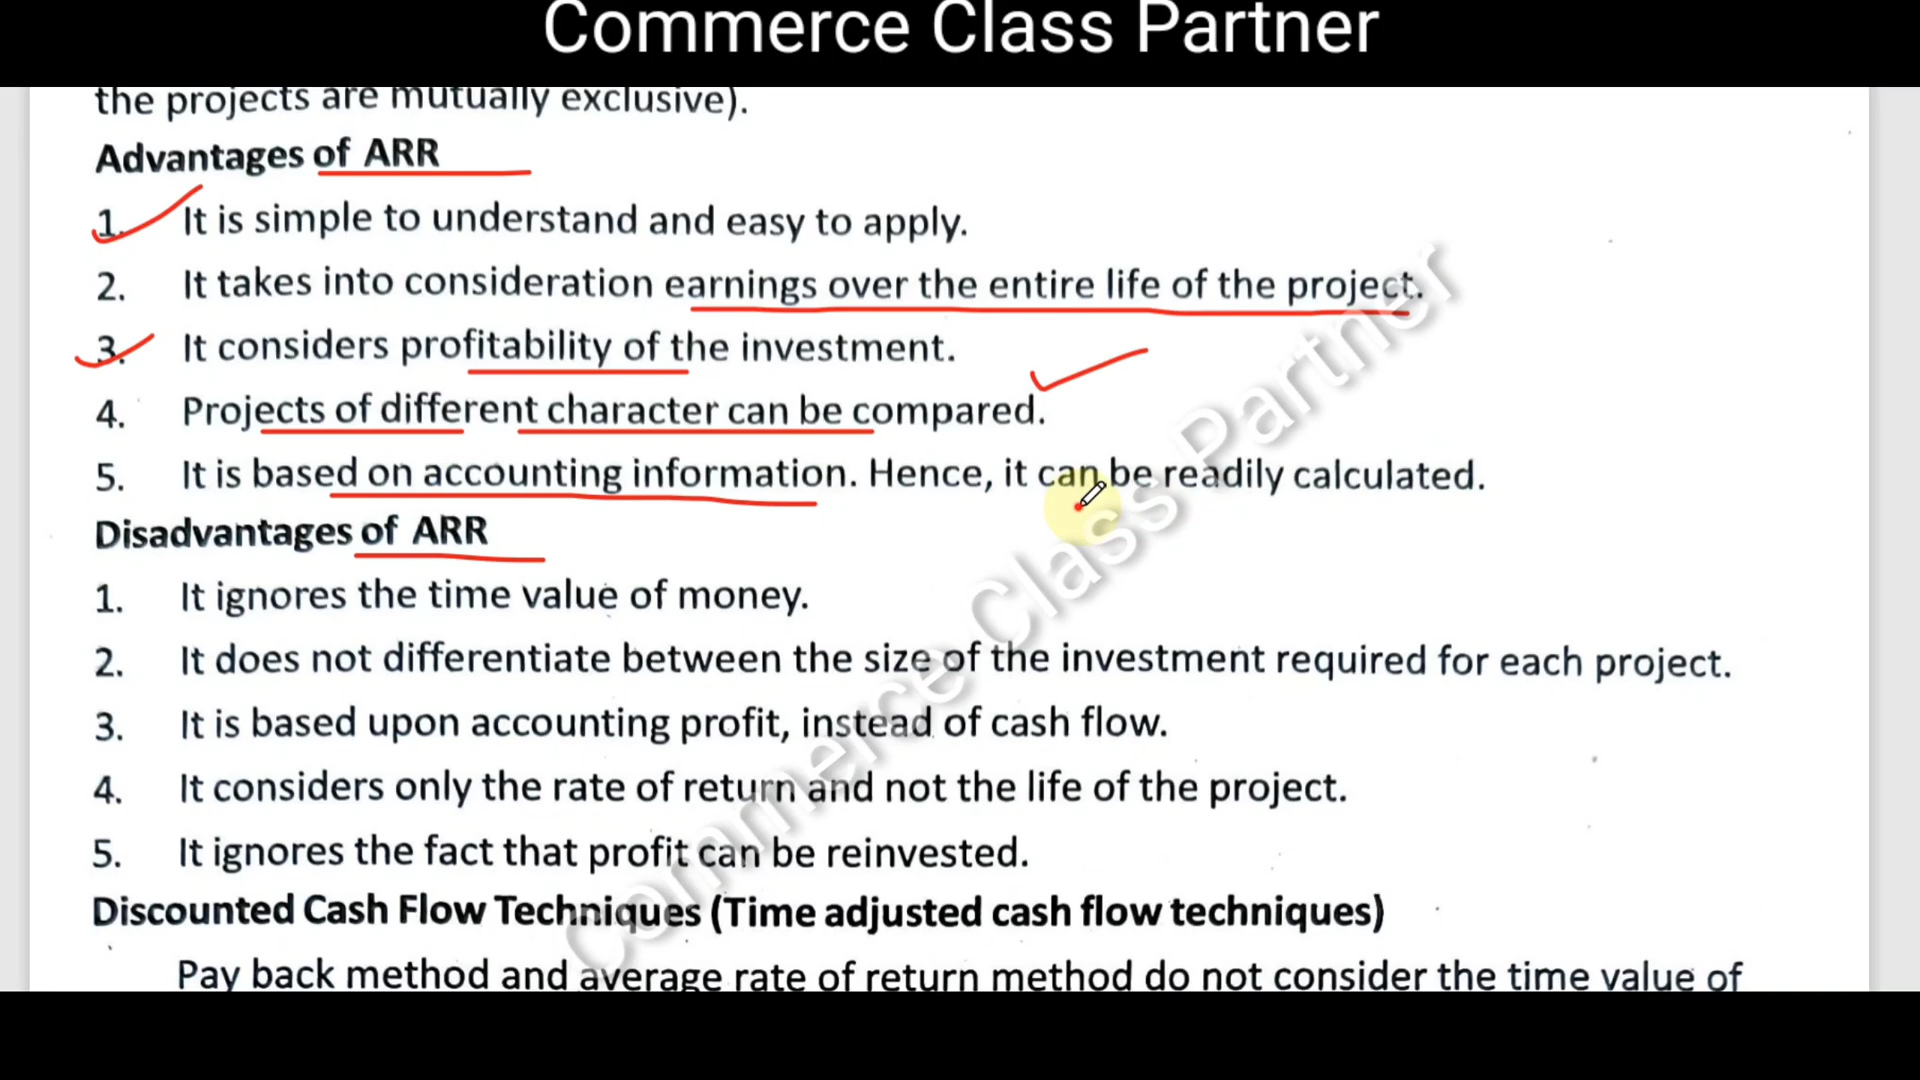 Commerce Class Partner
the projects are mutually exclusive).
Advantages of ARR
1. It is simple to understand and easy to apply.
2. It takes into consideration earnings over the entire life of the project.
3. It considers profitability of the investment.
4. Projects of different character can be compared.
5. It is based on accounting information. Hence, it can be readily calculated.
Disadvantages of ARR
1. It ignores the time value of money.
2. It does not differentiate between the size of the investment required for each project.
3. It is based upon accounting profit, instead of cash flow.
4. It considers only the rate of return and not the life of the project.
5. It ignores the fact that profit can be reinvested.
Discounted Cash Flow Techniques (Time adjusted cash flow techniques)
Pay back method and average rate of return method do not consider the time value of
Commerce Class Partner